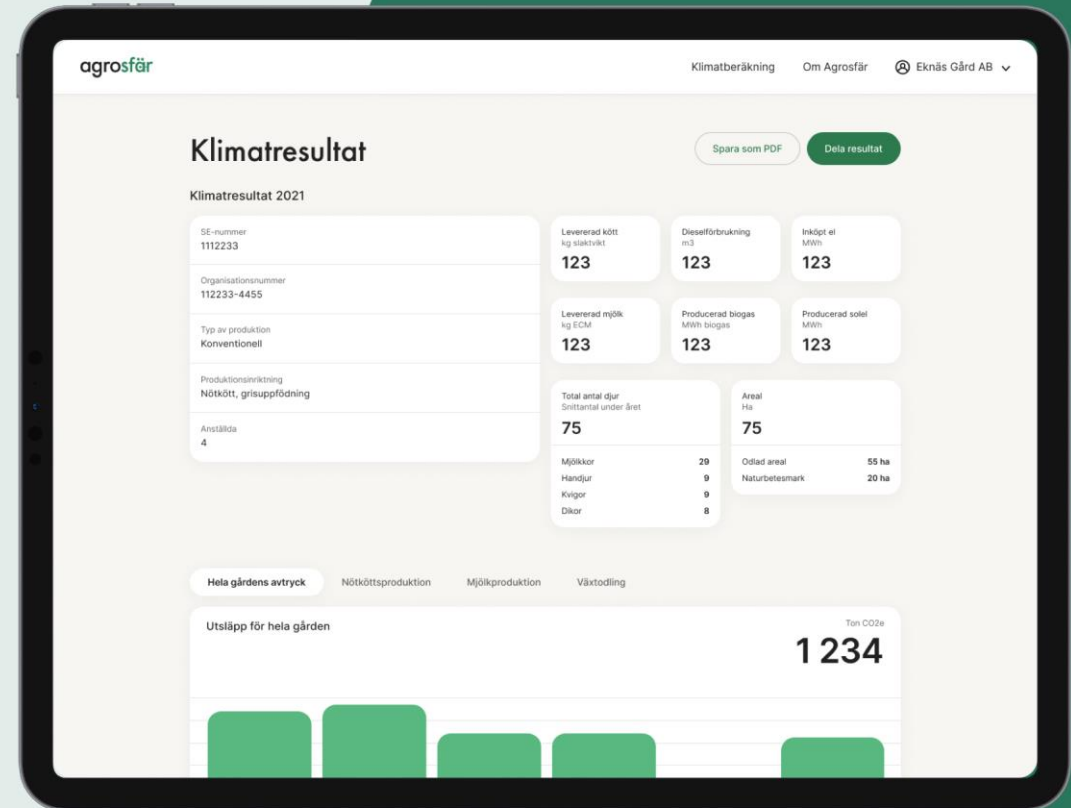 agrosfär
Klimatberäkning
Om Agrosfär
Eknäs Gård AB
Klimatresultat
Spara som PDF
Dela resultat
Klimatresultat 2021
SE-nummer
1112233
Organisationsnummer
112233-4455
Typ av produktion
Konventionell
Produktionsinriktning
Nötkött, grisuppfödning
Anställda
4
Levererad kött
kg slaktvikt
123
Dieselförbrukning
m3
123
Inköpt el
MWh
123
Levererad mjölk
kg ECM
123
Producerad biogas
MWh biogas
123
Producerad solel
MWh
123
Total antal djur
Snittantal under året
75
Mjölkkor 29
Handjur 9
Kvigor 9
Dikor 8
Areal
Ha
75
Odlad areal 55 ha
Naturbetesmark 20 ha
Hela gårdens avtryck
Nötköttsproduktion
Mjölkproduktion
Växtodling
Utsläpp för hela gården
Ton CO2e
1 234